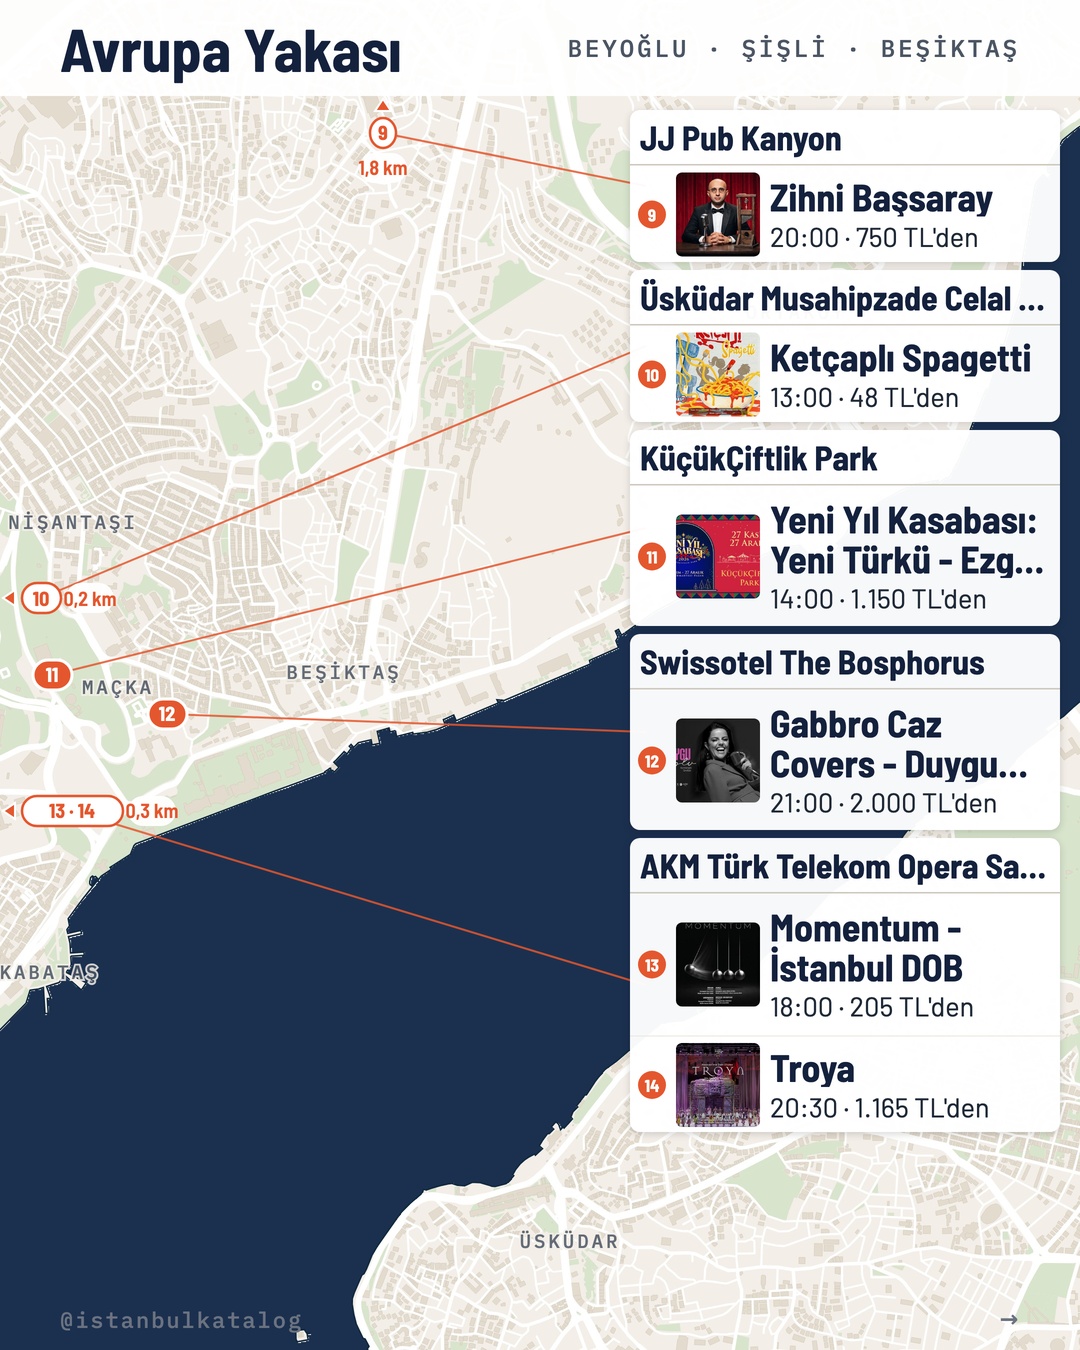 Avrupa Yakası
BEYOĞLU · ŞİŞLİ · BEŞİKTAŞ
9
1,8 km
JJ Pub Kanyon
9
Zihni Başsaray
20:00 · 750 TL'den
Üsküdar Musahipzade Celal ...
10
Spagetti
Ketçaplı Spagetti
13:00 · 48 TL'den
KüçükÇiftlik Park
11
Yeni Yıl Kasabası:
Yeni Türkü - Ezg...
14:00 · 1.150 TL'den
NİŞANTAŞI
10 0,2 km
11
MAÇKA
BEŞİKTAŞ
12
13 · 14 0,3 km
KABATAŞ
Swissotel The Bosphorus
12
Gabbro Caz
Covers - Duygu...
21:00 · 2.000 TL'den
AKM Türk Telekom Opera Sa...
13
MOMENTUM
Momentum -
İstanbul DOB
18:00 · 205 TL'den
14
TROYA
Troya
20:30 · 1.165 TL'den
ÜSKÜDAR
@istanbulkatalog
→